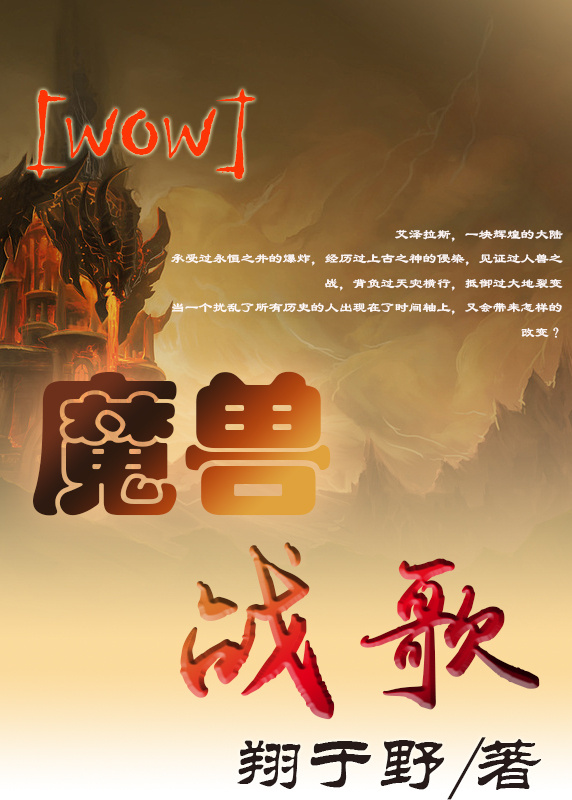 [WOW]
艾泽拉斯，一块辉煌的大陆
承受过永恒之井的爆炸，经历过上古之神的侵染，见证过人兽之
战，背负过天灾横行，抵御过大地裂变
当一个扰乱了所有历史的人出现在了时间轴上，又会带来怎样的
改变？
魔兽
战歌
翔于野/著